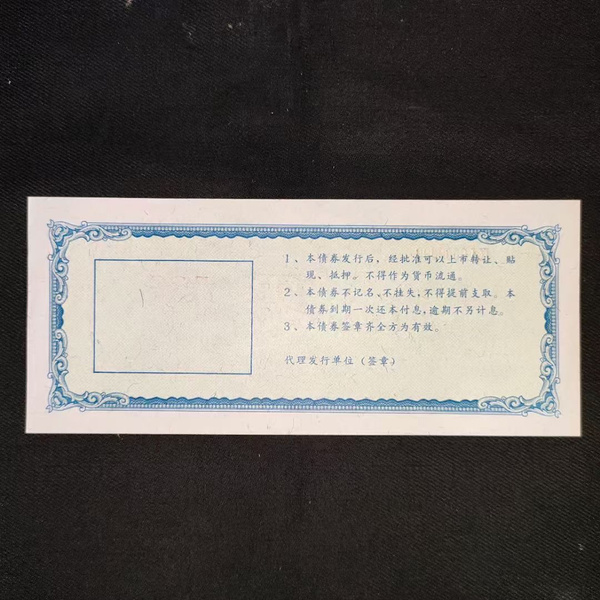 1、本债券发行后，经批准可以上市转让、贴
现、抵押。不得作为货币流通。
2、本债券不记名、不挂失，不得提前支取。本
债券到期一次还本付息，逾期不另计息。
3、本债券签章齐全方为有效。
代理发行单位（签章）